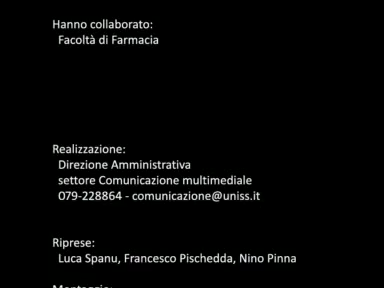 Hanno collaborato:
Facoltà di Farmacia
Realizzazione:
Direzione Amministrativa
settore Comunicazione multimediale
079-228864 - comunicazione@uniss.it
Riprese:
Luca Spanu, Francesco Pischedda, Nino Pinna